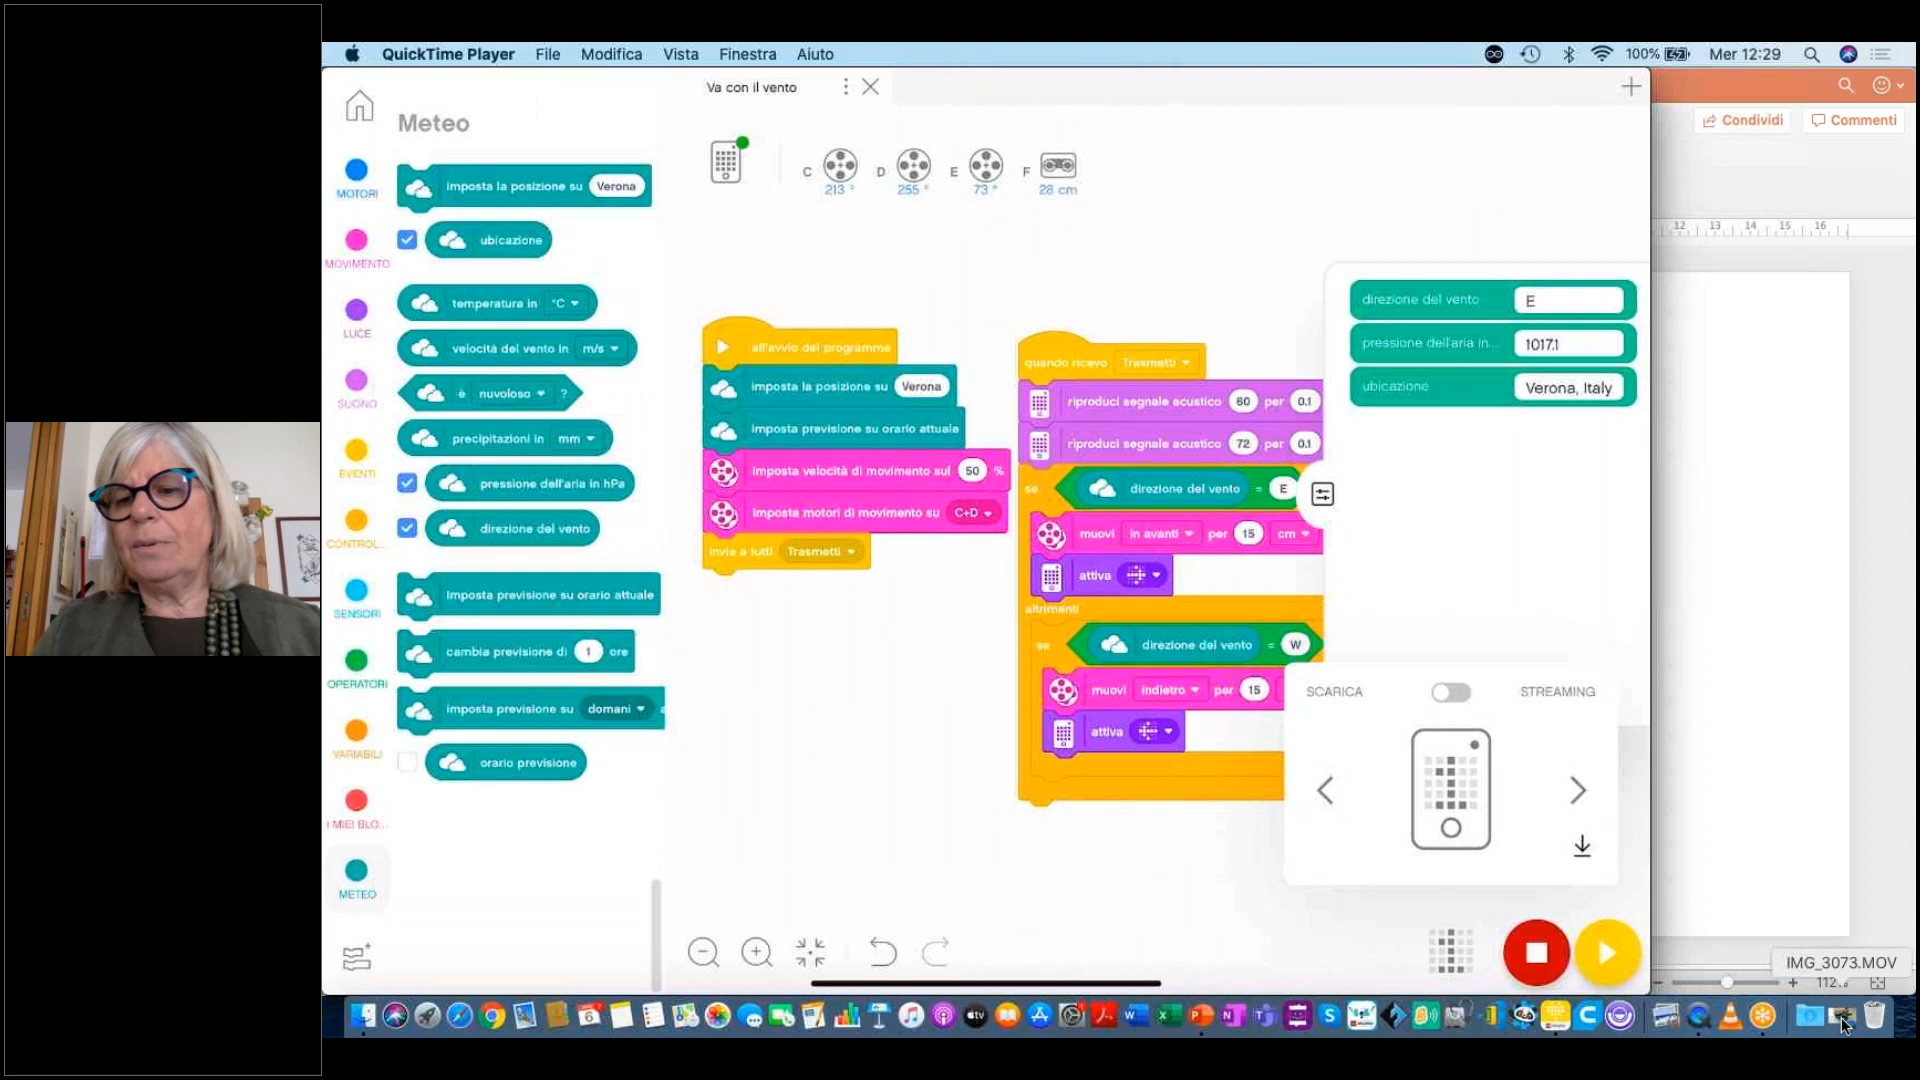 QuickTime Player File Modifica Vista Finestra Aiuto
100% Mer 12:29
Va con il vento
Meteo
MOTORI
MOVIMENTO
LUCE
SUONO
EVENTI
CONTROL...
SENSORI
OPERATORI
VARIABILI
I MIEI BLO...
METEO
imposta la posizione su Verona
ubicazione
temperatura in °C
velocità del vento in m/s
è nuvoloso ?
precipitazioni in mm
pressione dell'aria in hPa
direzione del vento
Imposta previsione su orario attuale
cambia previsione di 1 ore
imposta previsione su domani a
orario previsione
C D E F
213 ° 255 ° 73 ° 28 cm
all'avvio del programme
imposta la posizione su Verona
Imposta previsione su orario attuale
Imposta velocità di movimento sul 50 %
Imposta motori di movimento su C+D
Invia a tutti Trasmetti
quando ricevo Trasmetti
riproduci segnale acustico 60 per 0.1
riproduci segnale acustico 72 per 0.1
se direzione del vento = E
muovi in avanti per 15 cm
attiva
altrimenti
se direzione del vento = W
muovi indietro per 15
attiva
direzione del vento E
pressione dell'aria in... 1017.1
ubicazione Verona, Italy
SCARICA STREAMING
Condividi Commenti
12 13 14 15 16
IMG_3073.MOV